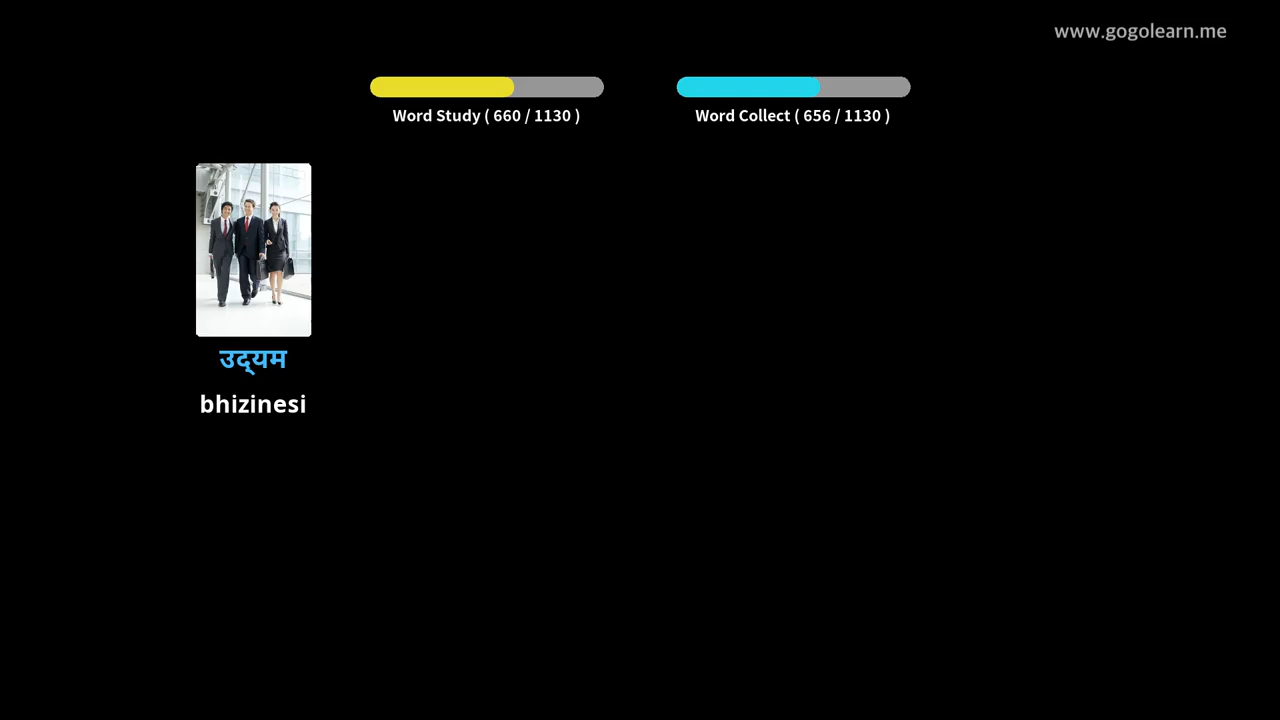 www.gogolearn.me
Word Study ( 660 / 1130 )
Word Collect ( 656 / 1130 )
उद्‌यम
bhizinesi